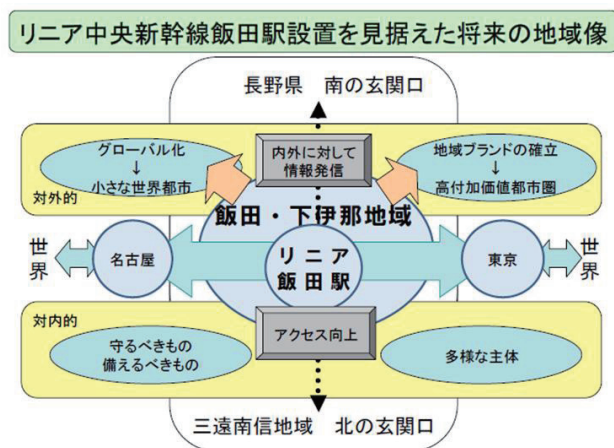 リニア中央新幹線飯田駅設置を見据えた将来の地域像
長野県　南の玄関口
グローバル化
↓
小さな世界都市
内外に対して
情報発信
地域ブランドの確立
↓
高付加価値都市圏
対外的
飯田・下伊那地域
世界
名古屋
リニア
飯田駅
東京
世界
対内的
守るべきもの
備えるべきもの
アクセス向上
多様な主体
三遠南信地域　北の玄関口